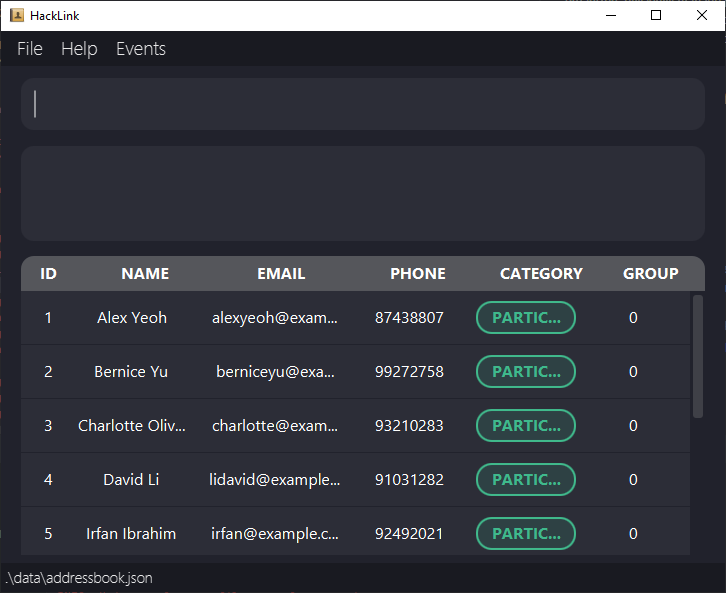 HackLink
File Help Events
ID NAME EMAIL PHONE CATEGORY GROUP
1 Alex Yeoh alexyeoh@exam... 87438807 PARTIC... 0
2 Bernice Yu berniceyu@exa... 99272758 PARTIC... 0
3 Charlotte Oliv... charlotte@exam... 93210283 PARTIC... 0
4 David Li lidavid@example... 91031282 PARTIC... 0
5 Irfan Ibrahim irfan@example.c... 92492021 PARTIC... 0
.\data\addressbook.json